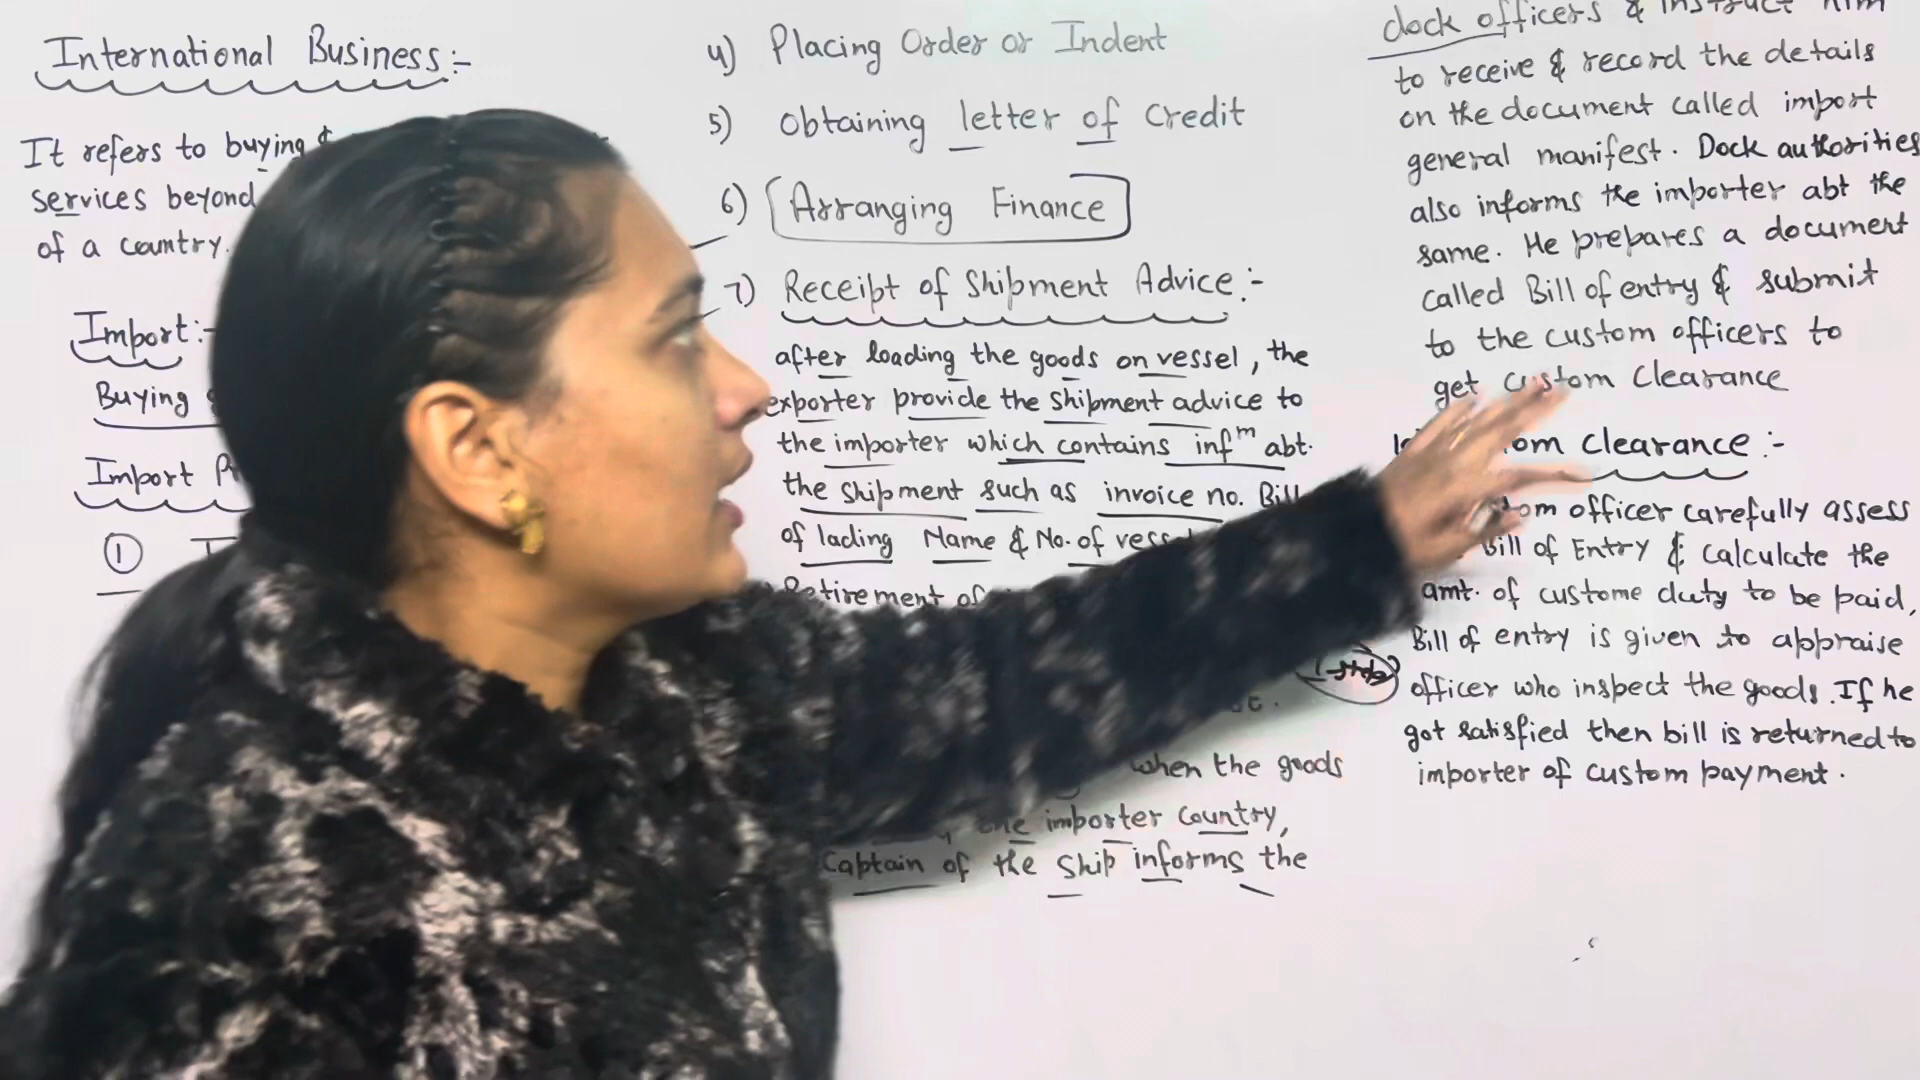 International Business:-
It refers to buying &
services beyond
of a country.
Import:-
Buying
Import
①
4) Placing Order or Indent
5) Obtaining letter of Credit
6) Arranging Finance
7) Receipt of Shipment Advice:-
after loading the goods on vessel, the
exporter provide the shipment advice to
the importer which contains infm abt.
the shipment such as invoice no. Bill
of lading Name & No. of
Retirement of
when the goods
the importer country,
Captain of the ship informs the
dock officers & instruct him
to receive & record the details
on the document called import
general manifest. Dock authorities
also informs the importer abt the
same. He prepares a document
called Bill of entry & submit
to the custom officers to
get custom Clearance
Clearance:-
officer carefully assess
Bill of Entry & Calculate the
amt. of custome duty to be paid,
Bill of entry is given to appraise
officer who inspect the goods. If he
got satisfied then bill is returned to
importer of custom payment.